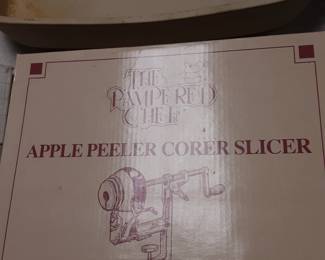 THE
PAMPERED
CHEF
APPLE PEELER CORER SLICER